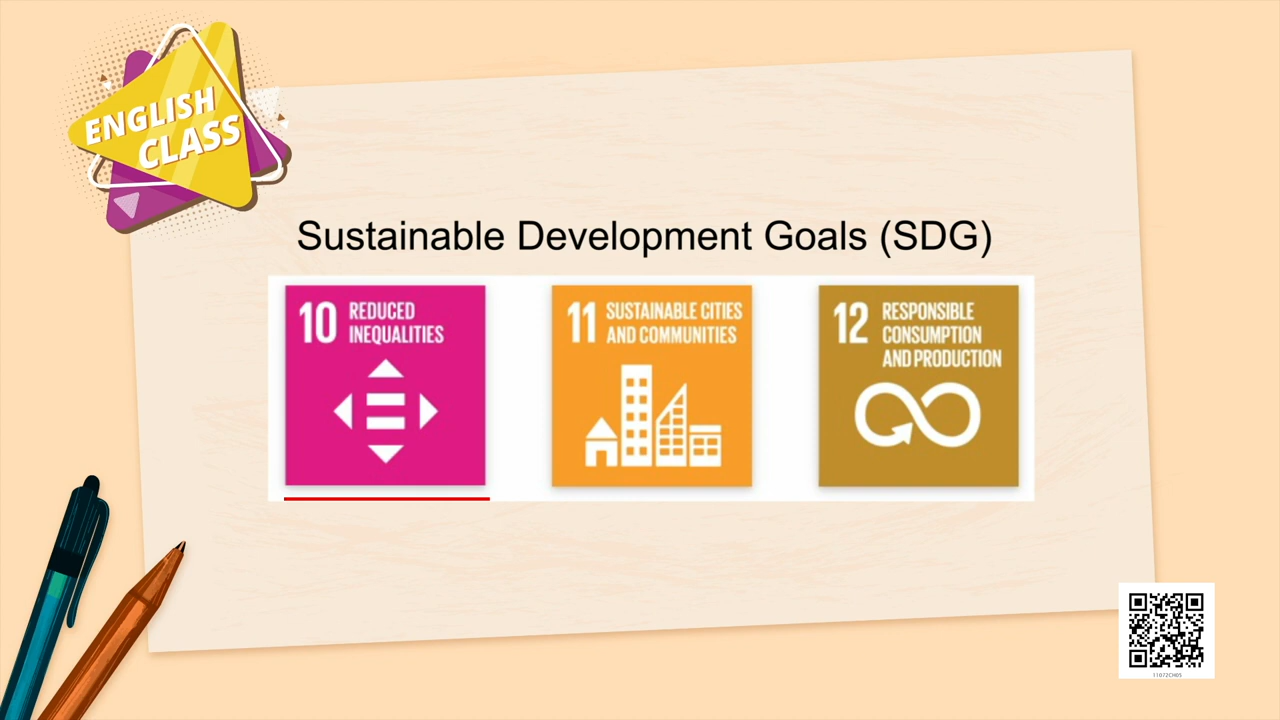 ENGLISH
CLASS
Sustainable Development Goals (SDG)
10 REDUCED
INEQUALITIES
11 SUSTAINABLE CITIES
AND COMMUNITIES
12 RESPONSIBLE
CONSUMPTION
AND PRODUCTION
11072CH05